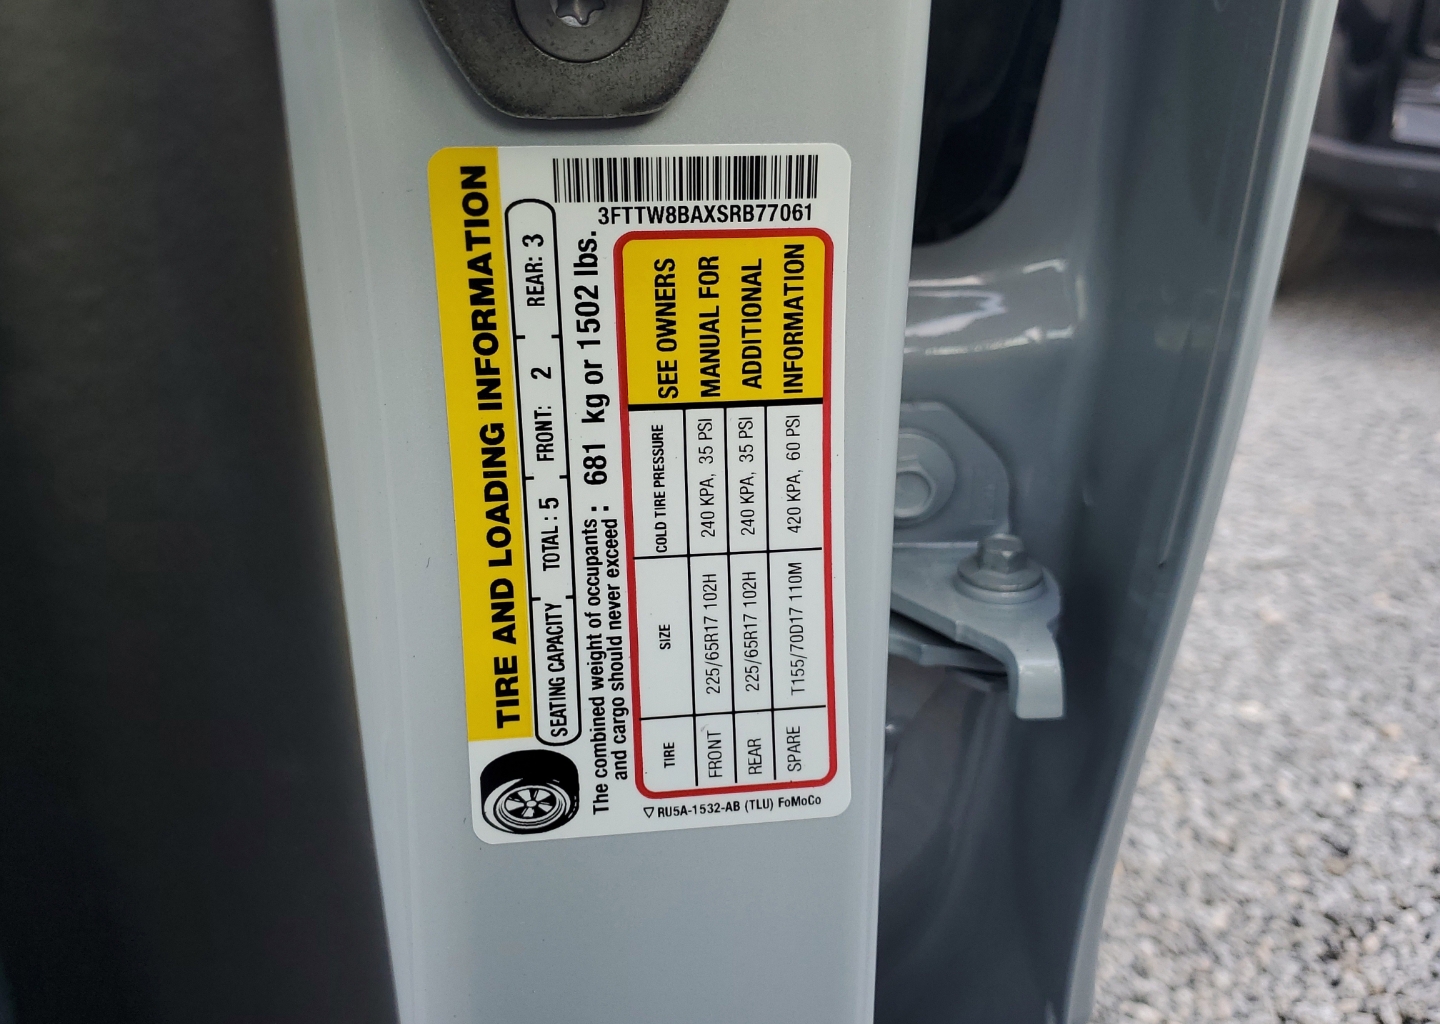 TIRE AND LOADING INFORMATION
SEATING CAPACITY TOTAL : 5 FRONT: 2 REAR: 3
The combined weight of occupants and cargo should never exceed : 681 kg or 1502 lbs.
3FTTW8BAXSRB77061
TIRE SIZE COLD TIRE PRESSURE
FRONT 225/65R17 102H 240 KPA, 35 PSI
REAR 225/65R17 102H 240 KPA, 35 PSI
SPARE T155/70D17 110M 420 KPA, 60 PSI
SEE OWNERS
MANUAL FOR
ADDITIONAL
INFORMATION
RU5A-1532-AB (TLU) FoMoCo